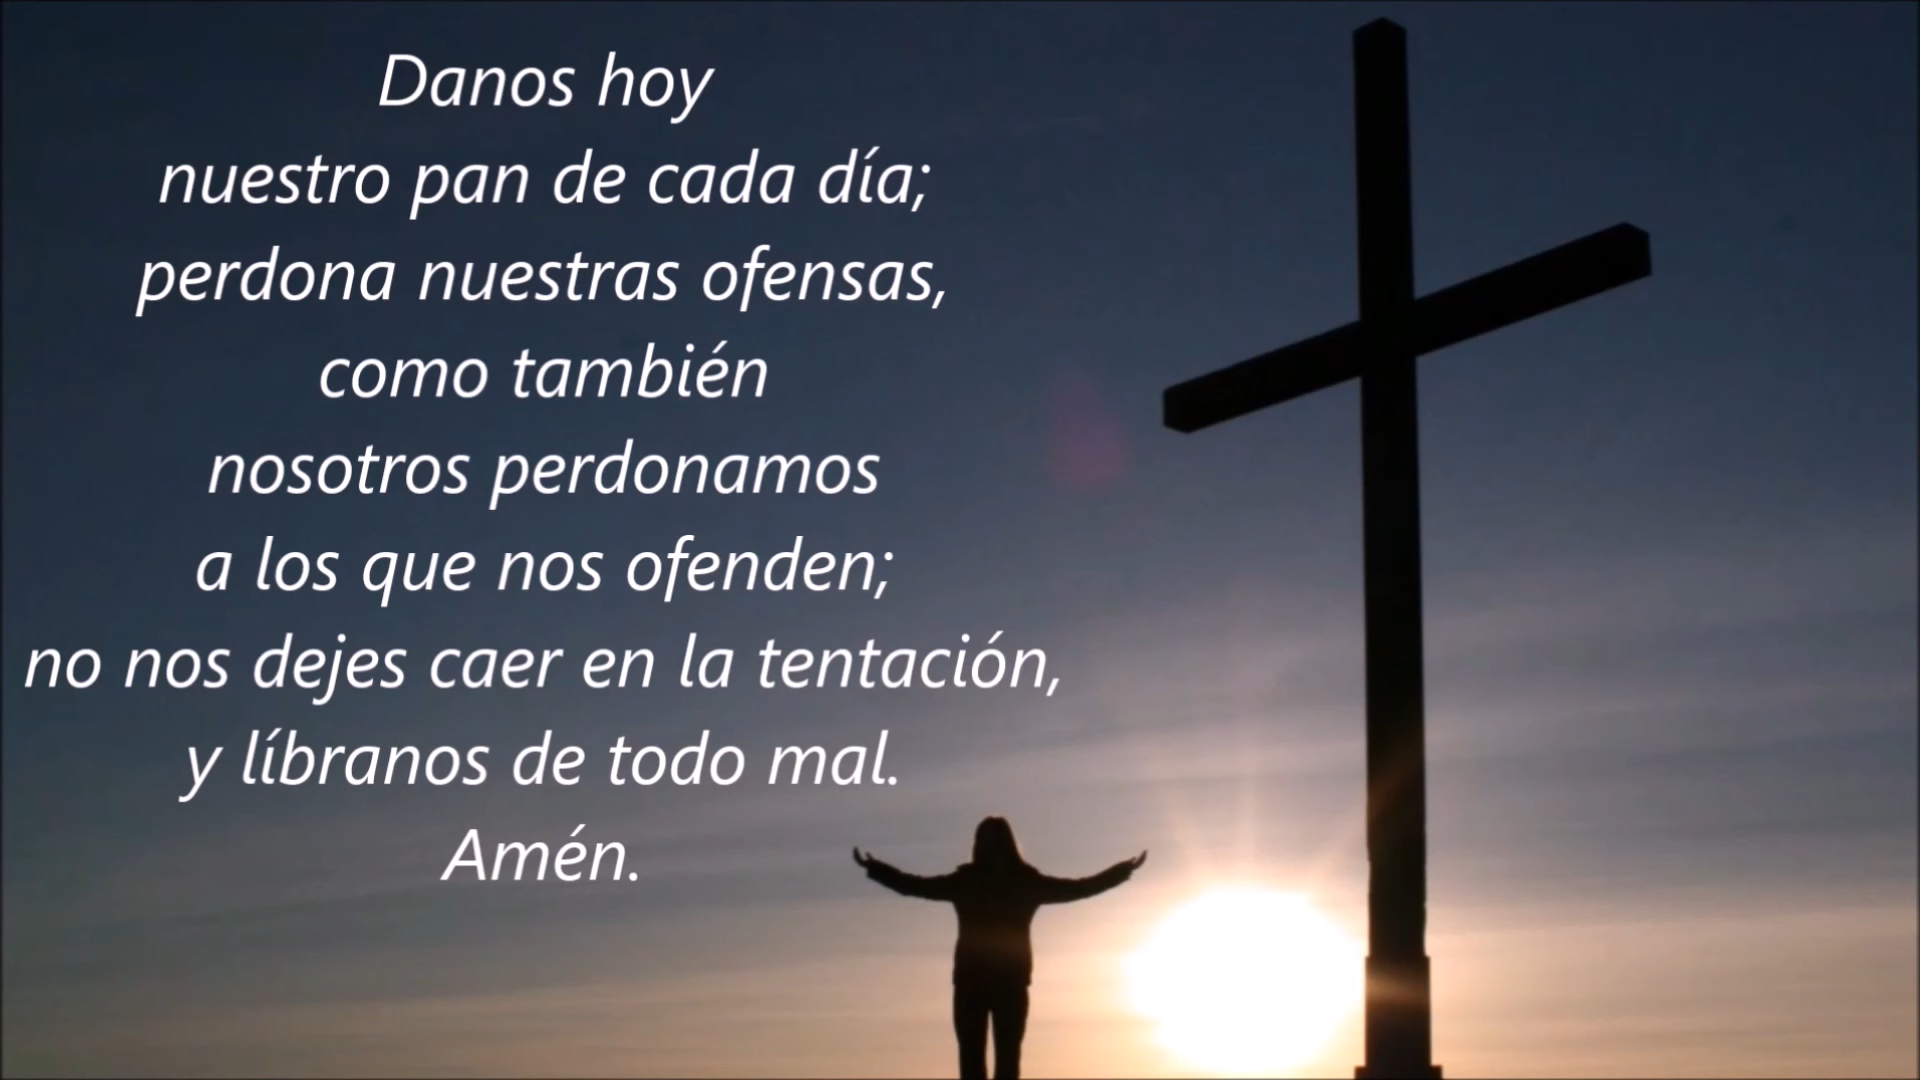 Danos hoy
nuestro pan de cada día;
perdona nuestras ofensas,
como también
nosotros perdonamos
a los que nos ofenden;
no nos dejes caer en la tentación,
y líbranos de todo mal.
Amén.